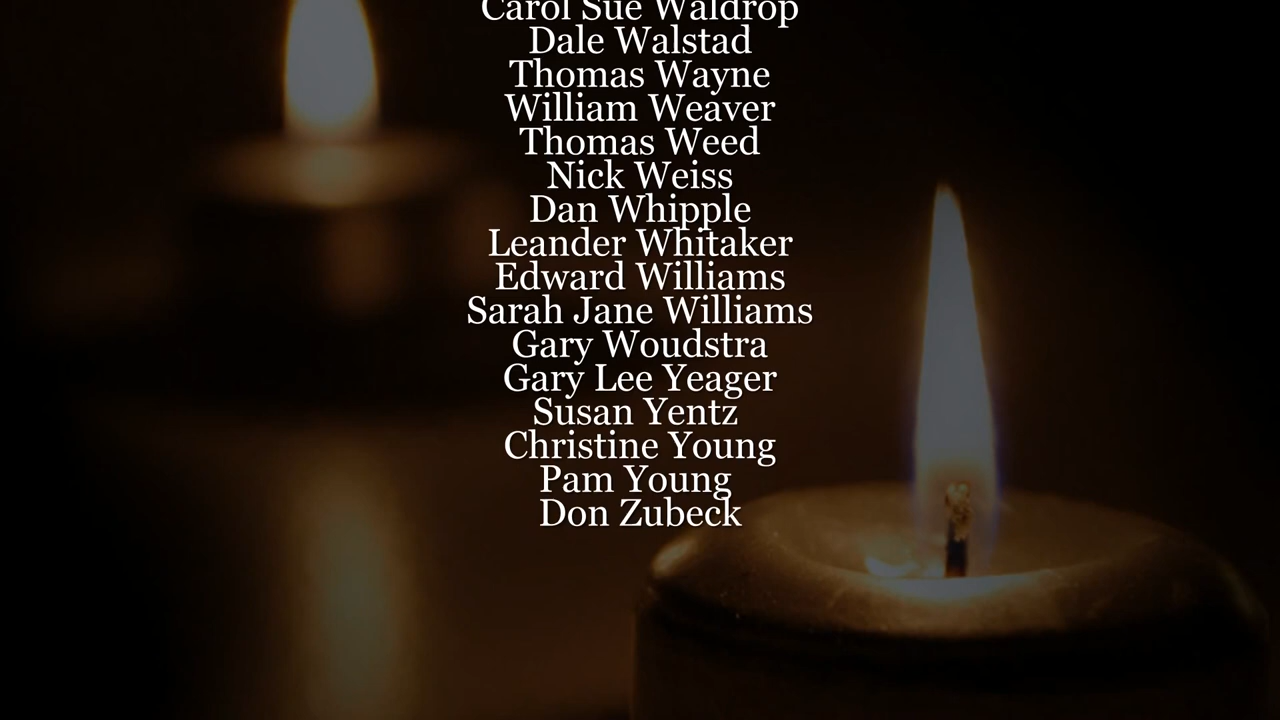 Carol Sue Waldrop
Dale Walstad
Thomas Wayne
William Weaver
Thomas Weed
Nick Weiss
Dan Whipple
Leander Whitaker
Edward Williams
Sarah Jane Williams
Gary Woudstra
Gary Lee Yeager
Susan Yentz
Christine Young
Pam Young
Don Zubeck